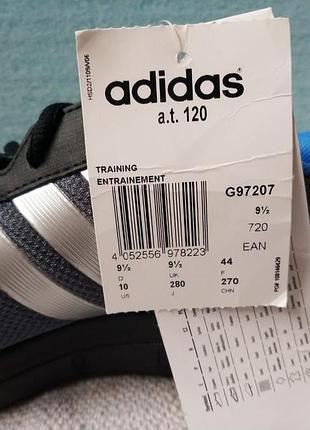 adidas
a.t. 120
TRAINING
ENTRAINEMENT
G97207
9½
720
EAN
4 052556 978223
9½ 9½ 44
D UK F
10 280 270
US J CHN